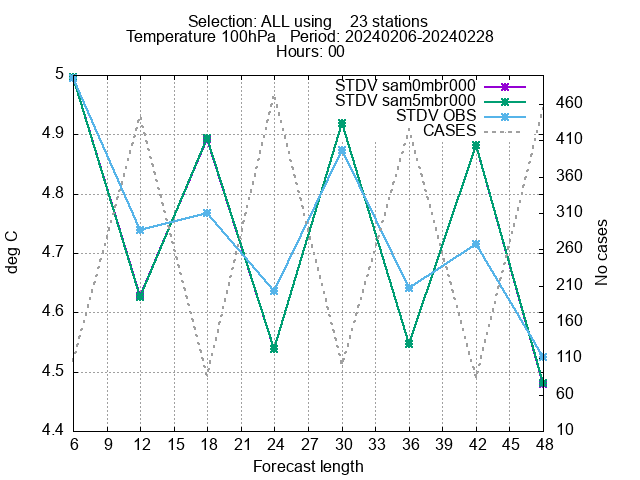 Selection: ALL using    23 stations
Temperature 100hPa   Period: 20240206-20240228
Hours: 00
STDV sam0mbr000
STDV sam5mbr000
STDV OBS
CASES
5
4.9
4.8
4.7
4.6
4.5
4.4
deg C
460
410
360
310
260
210
160
110
60
10
No cases
6 12 18 24 30 36 42 48
9 15 21 27 33 39 45
Forecast length